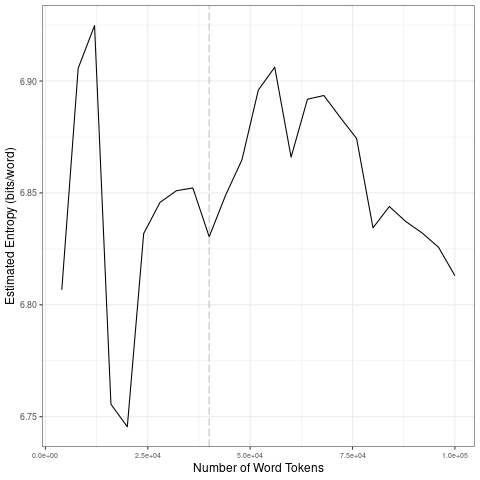 Estimated Entropy (bits/word)
6.90
6.85
6.80
6.75
0.0e+00 2.5e+04 5.0e+04 7.5e+04 1.0e+05
Number of Word Tokens